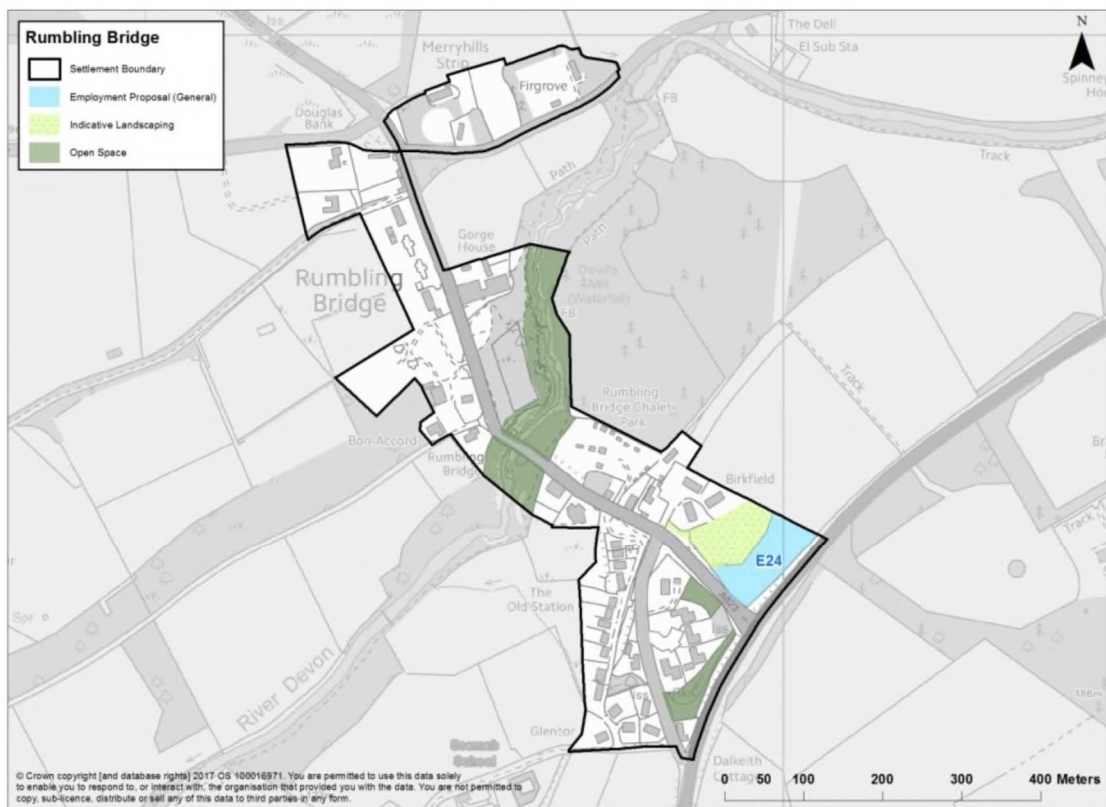 Rumbling Bridge
Settlement Boundary
Employment Proposal (General)
Indicative Landscaping
Open Space
N
The Dell
El Sub Sta
Merryhills
Strip
Firgrove
FB
Douglas
Bank
Track
Path
Path
Gorge
House
Rumbling
Bridge
Devil's
Mill
(Waterfall)
FB
Track
Rumbling
Bridge Chalet
Park
Bon-Accord
Rumbling
Bridge
Birkfield
Track
E24
A823
The
Old Station
Spr
River Devon
Glentor
School
Dalkeith
Cottage
0 50 100 200 300 400 Meters
© Crown copyright [and database rights] 2017 OS 100016971. You are permitted to use this data solely
to enable you to respond to, or interact with, the organisation that provided you with the data. You are not permitted to
copy, sub-licence, distribute or sell any of this data to third parties in any form.